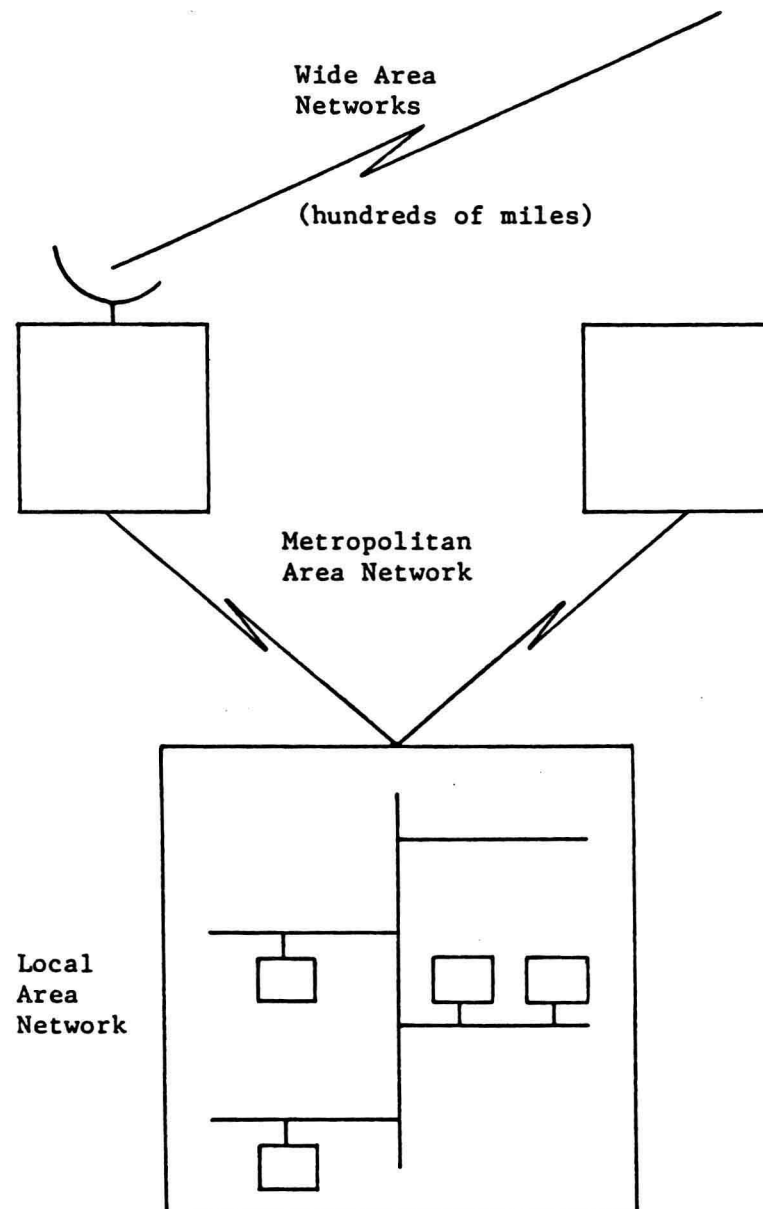 Wide Area
Networks
(hundreds of miles)
Metropolitan
Area Network
Local
Area
Network